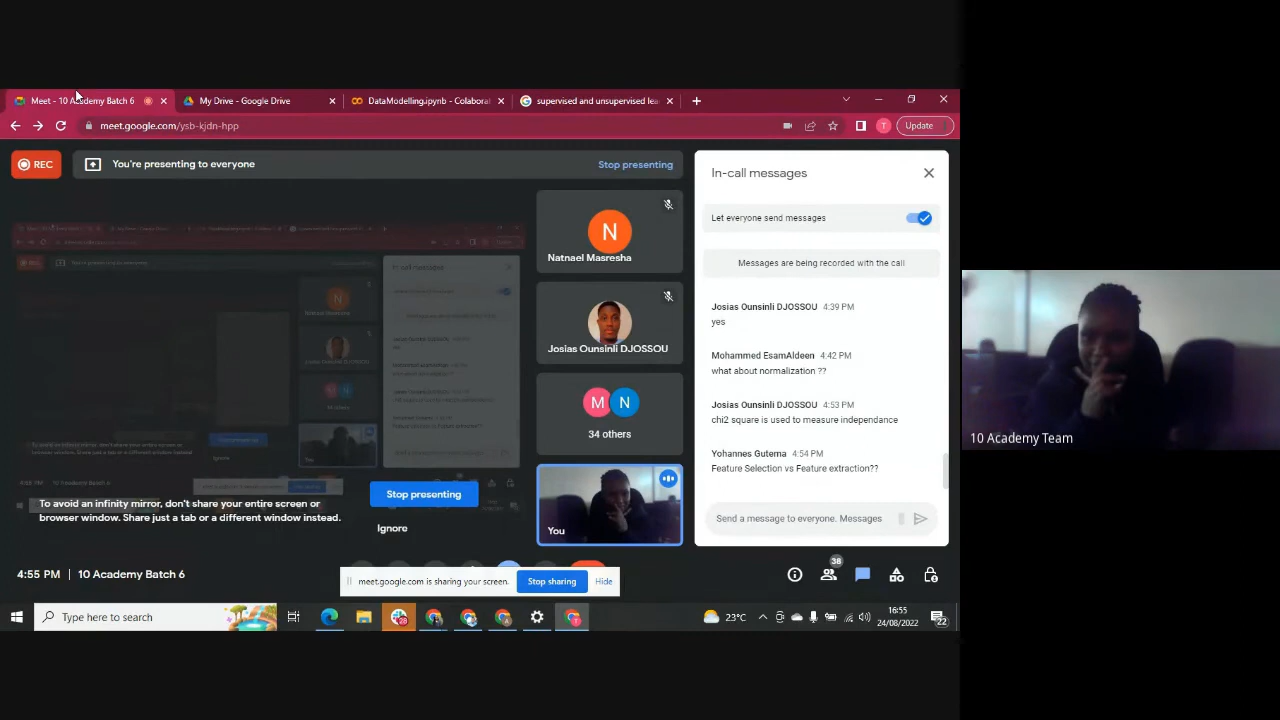 Meet - 10 Academy Batch 6
My Drive - Google Drive
DataModelling.ipynb - Colaborat
supervised and unsupervised lea
meet.google.com/ysb-kjdn-hpp
T
Update
REC
You're presenting to everyone
Stop presenting
N
Natnael Masresha
Josias Ounsinli DJOSSOU
M N
34 others
You
To avoid an infinity mirror, don't share your entire screen or
browser window. Share just a tab or a different window instead.
Stop presenting
Ignore
In-call messages
Let everyone send messages
Messages are being recorded with the call
Josias Ounsinli DJOSSOU 4:39 PM
yes
Mohammed EsamAldeen 4:42 PM
what about normalization ??
Josias Ounsinli DJOSSOU 4:53 PM
chi2 square is used to measure independance
Yohannes Gutema 4:54 PM
Feature Selection vs Feature extraction??
Send a message to everyone. Messages
4:55 PM | 10 Academy Batch 6
meet.google.com is sharing your screen.
Stop sharing
Hide
38
Type here to search
23°C
16:55
24/08/2022
22
10 Academy Team